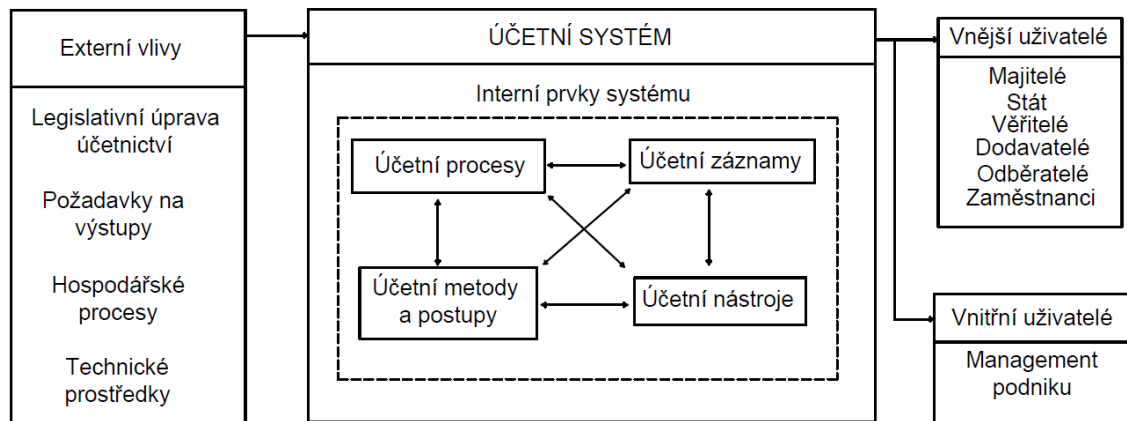 Externí vlivy
Legislativní úprava
účetnictví
Požadavky na
výstupy
Hospodářské
procesy
Technické
prostředky
ÚČETNÍ SYSTÉM
Interní prvky systému
Účetní procesy
Účetní záznamy
Účetní metody
a postupy
Účetní nástroje
Vnější uživatelé
Majitelé
Stát
Věřitelé
Dodavatelé
Odběratelé
Zaměstnanci
Vnitřní uživatelé
Management
podniku